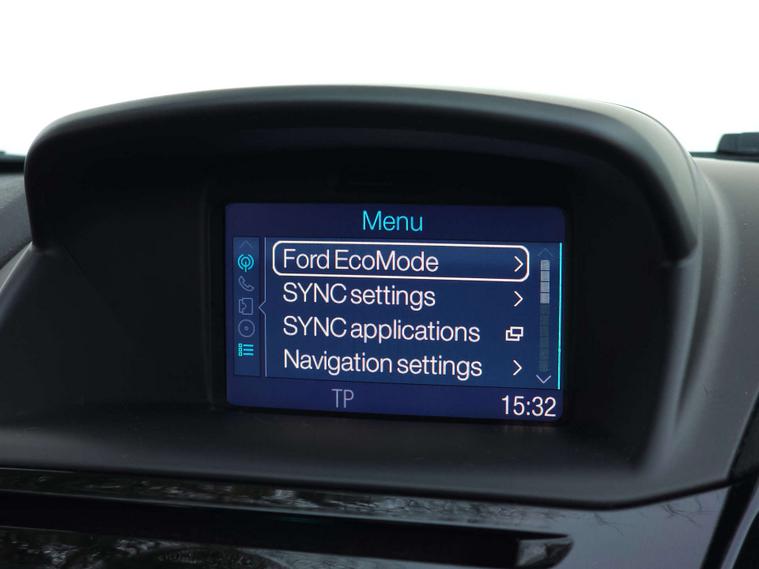 Menu
Ford EcoMode
SYNC settings
SYNC applications
Navigation settings
TP
15:32